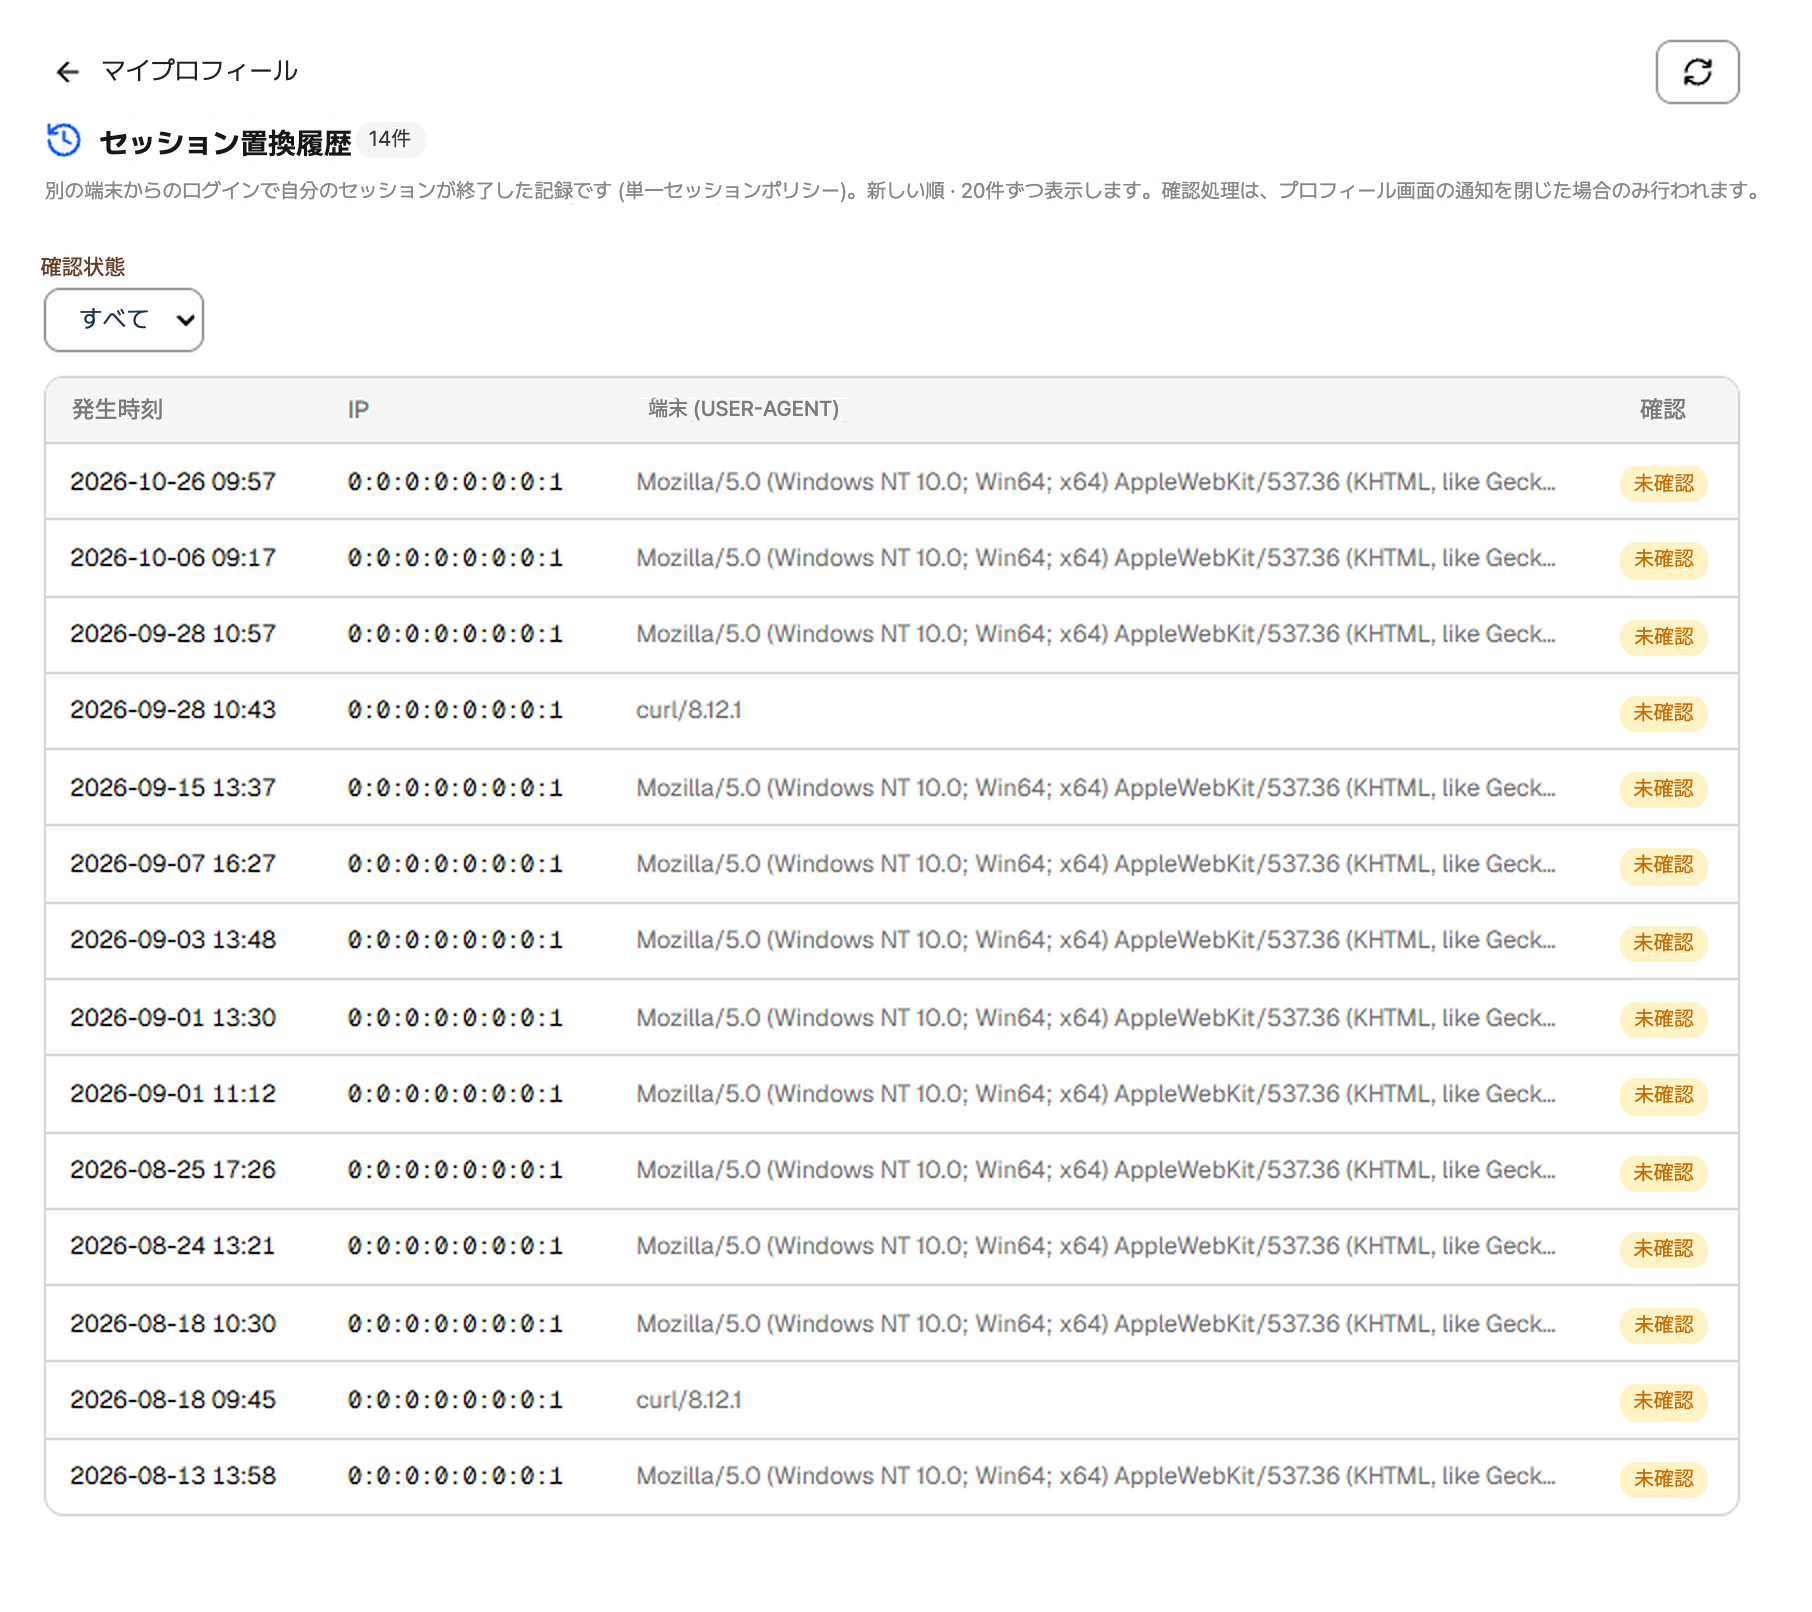 マイプロフィール
セッション置換履歴 14件
別の端末からのログインで自分のセッションが終了した記録です (単一セッションポリシー)。新しい順 · 20件ずつ表示します。確認処理は、プロフィール画面の通知を閉じた場合のみ行われます。
確認状態
すべて
発生時刻 IP 端末 (USER-AGENT) 確認
2026-10-26 09:57 0:0:0:0:0:0:0:1 Mozilla/5.0 (Windows NT 10.0; Win64; x64) AppleWebKit/537.36 (KHTML, like Geck... 未確認
2026-10-06 09:17 0:0:0:0:0:0:0:1 Mozilla/5.0 (Windows NT 10.0; Win64; x64) AppleWebKit/537.36 (KHTML, like Geck... 未確認
2026-09-28 10:57 0:0:0:0:0:0:0:1 Mozilla/5.0 (Windows NT 10.0; Win64; x64) AppleWebKit/537.36 (KHTML, like Geck... 未確認
2026-09-28 10:43 0:0:0:0:0:0:0:1 curl/8.12.1 未確認
2026-09-15 13:37 0:0:0:0:0:0:0:1 Mozilla/5.0 (Windows NT 10.0; Win64; x64) AppleWebKit/537.36 (KHTML, like Geck... 未確認
2026-09-07 16:27 0:0:0:0:0:0:0:1 Mozilla/5.0 (Windows NT 10.0; Win64; x64) AppleWebKit/537.36 (KHTML, like Geck... 未確認
2026-09-03 13:48 0:0:0:0:0:0:0:1 Mozilla/5.0 (Windows NT 10.0; Win64; x64) AppleWebKit/537.36 (KHTML, like Geck... 未確認
2026-09-01 13:30 0:0:0:0:0:0:0:1 Mozilla/5.0 (Windows NT 10.0; Win64; x64) AppleWebKit/537.36 (KHTML, like Geck... 未確認
2026-09-01 11:12 0:0:0:0:0:0:0:1 Mozilla/5.0 (Windows NT 10.0; Win64; x64) AppleWebKit/537.36 (KHTML, like Geck... 未確認
2026-08-25 17:26 0:0:0:0:0:0:0:1 Mozilla/5.0 (Windows NT 10.0; Win64; x64) AppleWebKit/537.36 (KHTML, like Geck... 未確認
2026-08-24 13:21 0:0:0:0:0:0:0:1 Mozilla/5.0 (Windows NT 10.0; Win64; x64) AppleWebKit/537.36 (KHTML, like Geck... 未確認
2026-08-18 10:30 0:0:0:0:0:0:0:1 Mozilla/5.0 (Windows NT 10.0; Win64; x64) AppleWebKit/537.36 (KHTML, like Geck... 未確認
2026-08-18 09:45 0:0:0:0:0:0:0:1 curl/8.12.1 未確認
2026-08-13 13:58 0:0:0:0:0:0:0:1 Mozilla/5.0 (Windows NT 10.0; Win64; x64) AppleWebKit/537.36 (KHTML, like Geck... 未確認